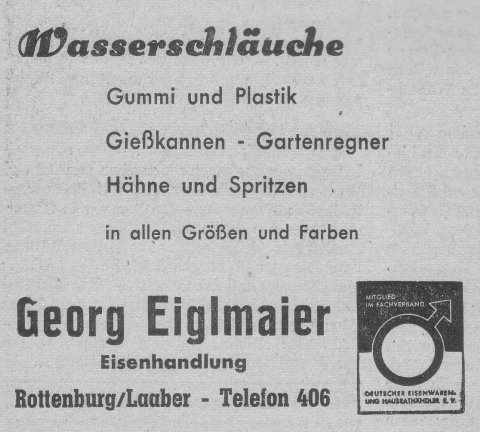 Wasserschläuche
Gummi und Plastik
Gießkannen - Gartenregner
Hähne und Spritzen
in allen Größen und Farben
Georg Eiglmaier
Eisenhandlung
Rottenburg/Laaber - Telefon 406
MITGLIED
IM FACHVERBAND
DEUTSCHER EISENWAREN-
UND HAUSRATHÄNDLER E.V.